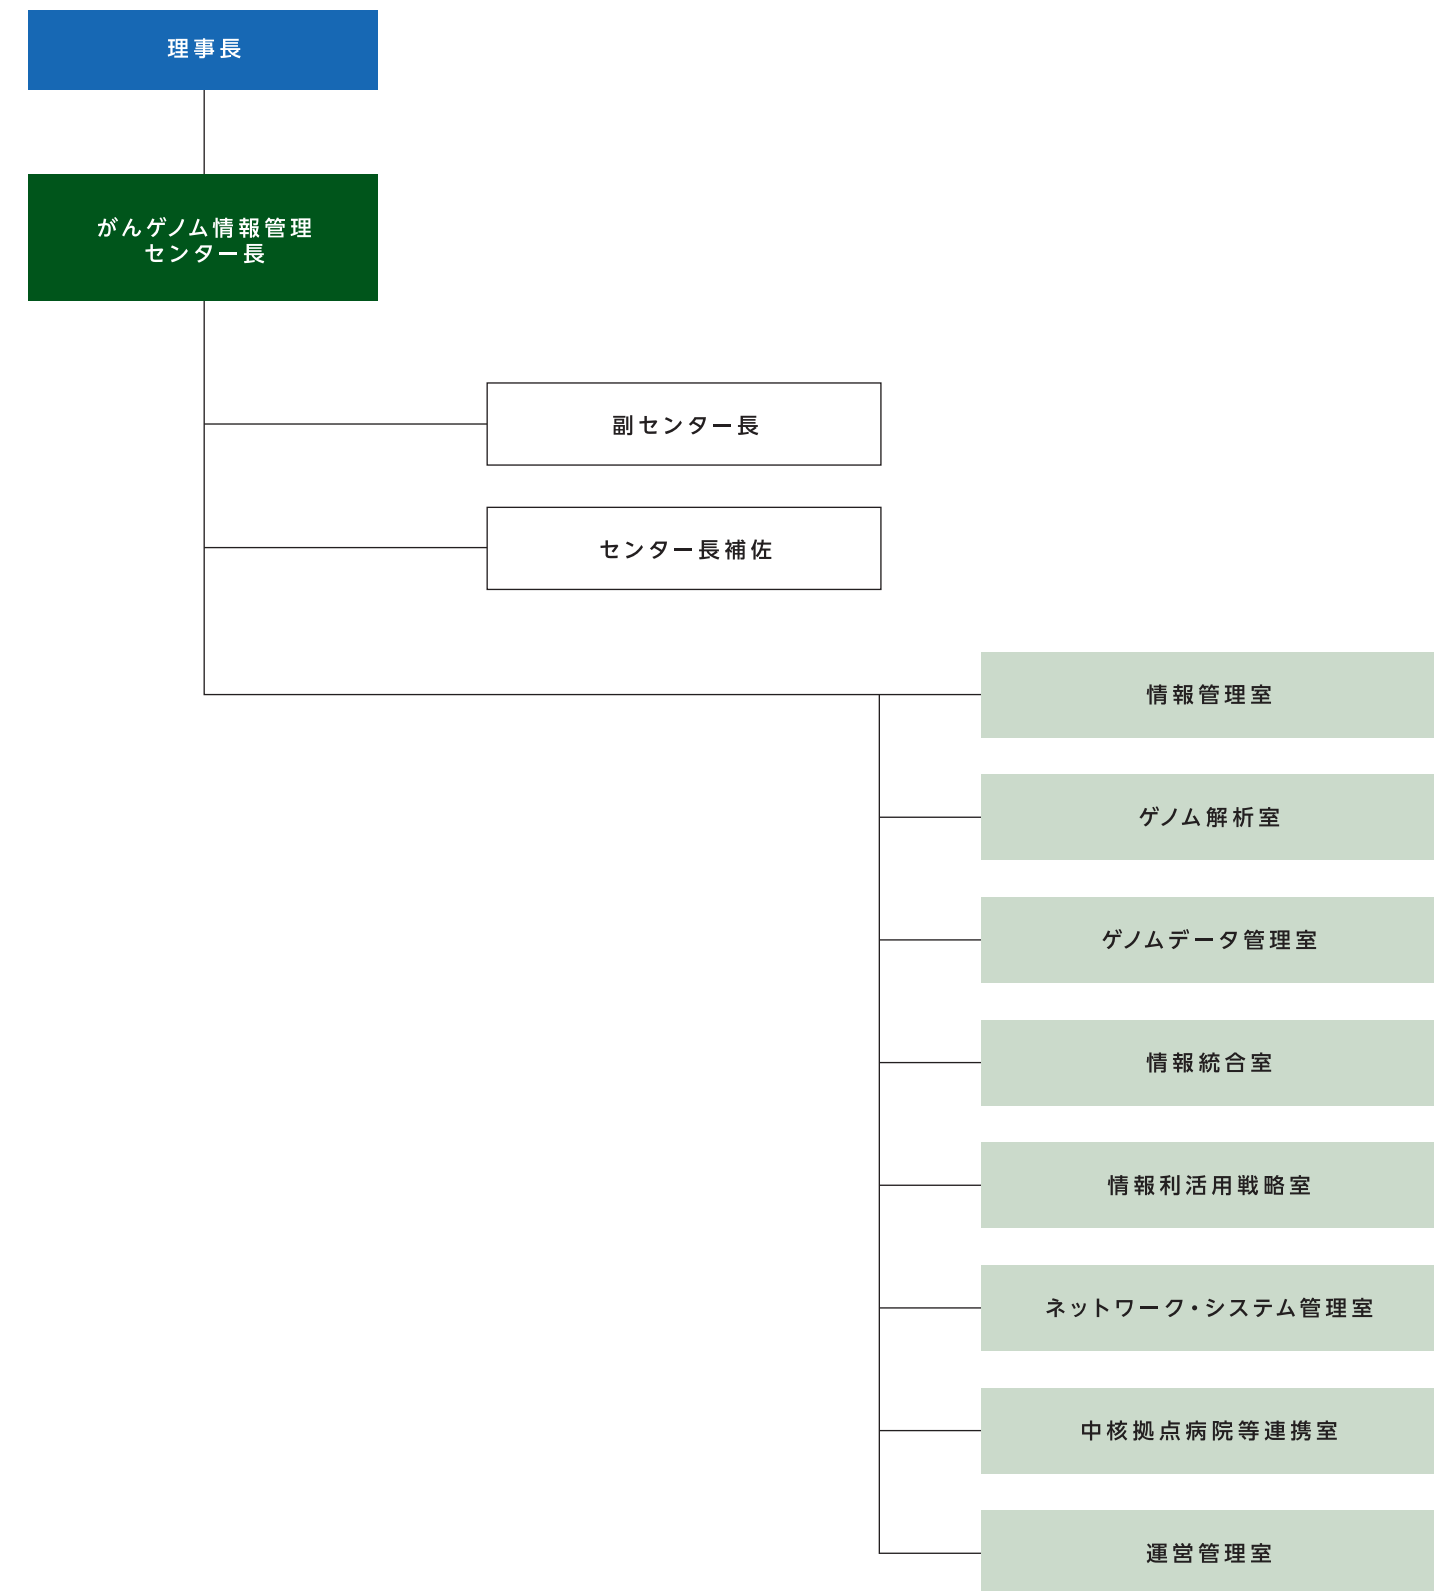 理事長
がんゲノム情報管理
センター長
副センター長
センター長補佐
情報管理室
ゲノム解析室
ゲノムデータ管理室
情報統合室
情報利活用戦略室
ネットワーク・システム管理室
中核拠点病院等連携室
運営管理室